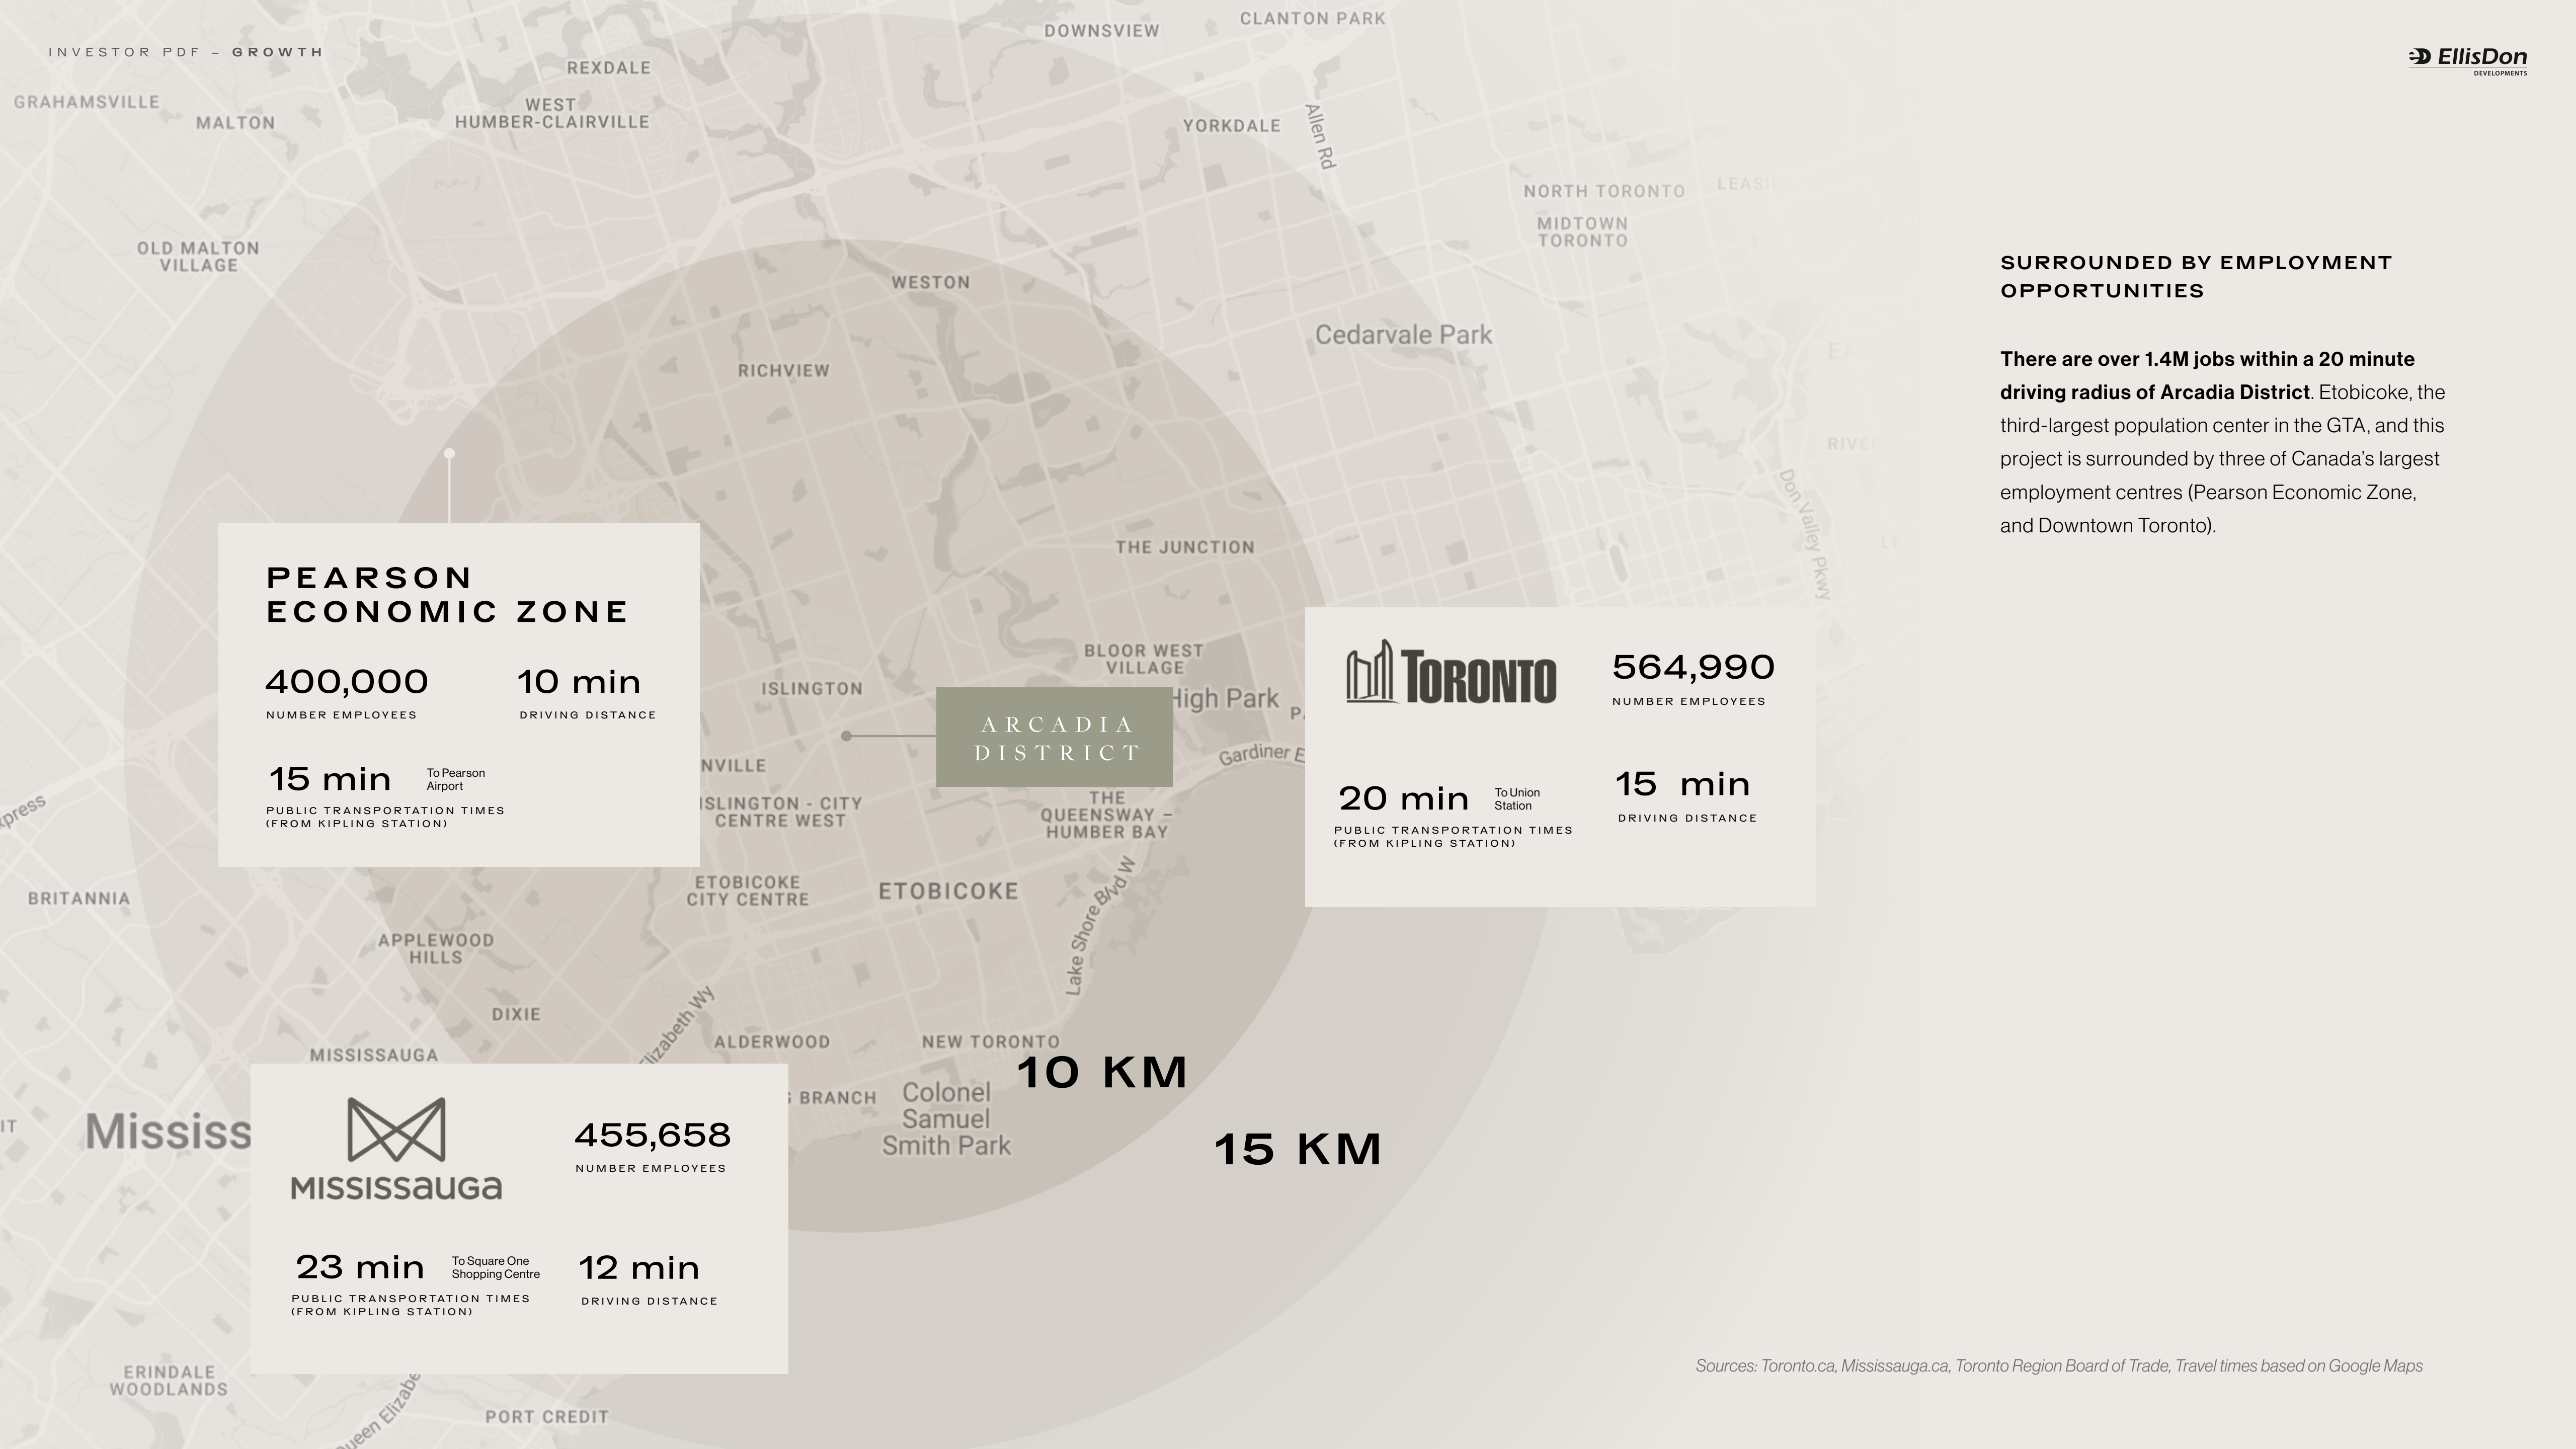 INVESTOR PDF – GROWTH
EllisDon
DEVELOPMENTS
DOWNSVIEW
CLANTON PARK
REXDALE
GRAHAMSVILLE
MALTON
WEST
HUMBER-CLAIRVILLE
YORKDALE
Allen Rd
NORTH TORONTO
MIDTOWN
TORONTO
OLD MALTON
VILLAGE
WESTON
Cedarvale Park
RICHVIEW
THE JUNCTION
Don Valley Pkwy
SURROUNDED BY EMPLOYMENT
OPPORTUNITIES
There are over 1.4M jobs within a 20 minute
driving radius of Arcadia District. Etobicoke, the
third-largest population center in the GTA, and this
project is surrounded by three of Canada's largest
employment centres (Pearson Economic Zone,
and Downtown Toronto).
PEARSON
ECONOMIC ZONE
400,000
NUMBER EMPLOYEES
10 min
DRIVING DISTANCE
15 min
To Pearson
Airport
PUBLIC TRANSPORTATION TIMES
(FROM KIPLING STATION)
BLOOR WEST
VILLAGE
ISLINGTON
High Park
ARCADIA
DISTRICT
Gardiner E
NVILLE
ISLINGTON - CITY
CENTRE WEST
THE
QUEENSWAY –
HUMBER BAY
TORONTO
564,990
NUMBER EMPLOYEES
20 min
To Union
Station
PUBLIC TRANSPORTATION TIMES
(FROM KIPLING STATION)
15 min
DRIVING DISTANCE
xpress
BRITANNIA
ETOBICOKE
CITY CENTRE
ETOBICOKE
Lake Shore Blvd W
APPLEWOOD
HILLS
DIXIE
lizabeth Wy
ALDERWOOD
NEW TORONTO
MISSISSAUGA
10 KM
G BRANCH
Colonel
Samuel
Smith Park
15 KM
IT
Mississ
MISSISSauGa
455,658
NUMBER EMPLOYEES
23 min
To Square One
Shopping Centre
PUBLIC TRANSPORTATION TIMES
(FROM KIPLING STATION)
12 min
DRIVING DISTANCE
ERINDALE
WOODLANDS
Queen Elizabe
PORT CREDIT
Sources: Toronto.ca, Mississauga.ca, Toronto Region Board of Trade, Travel times based on Google Maps